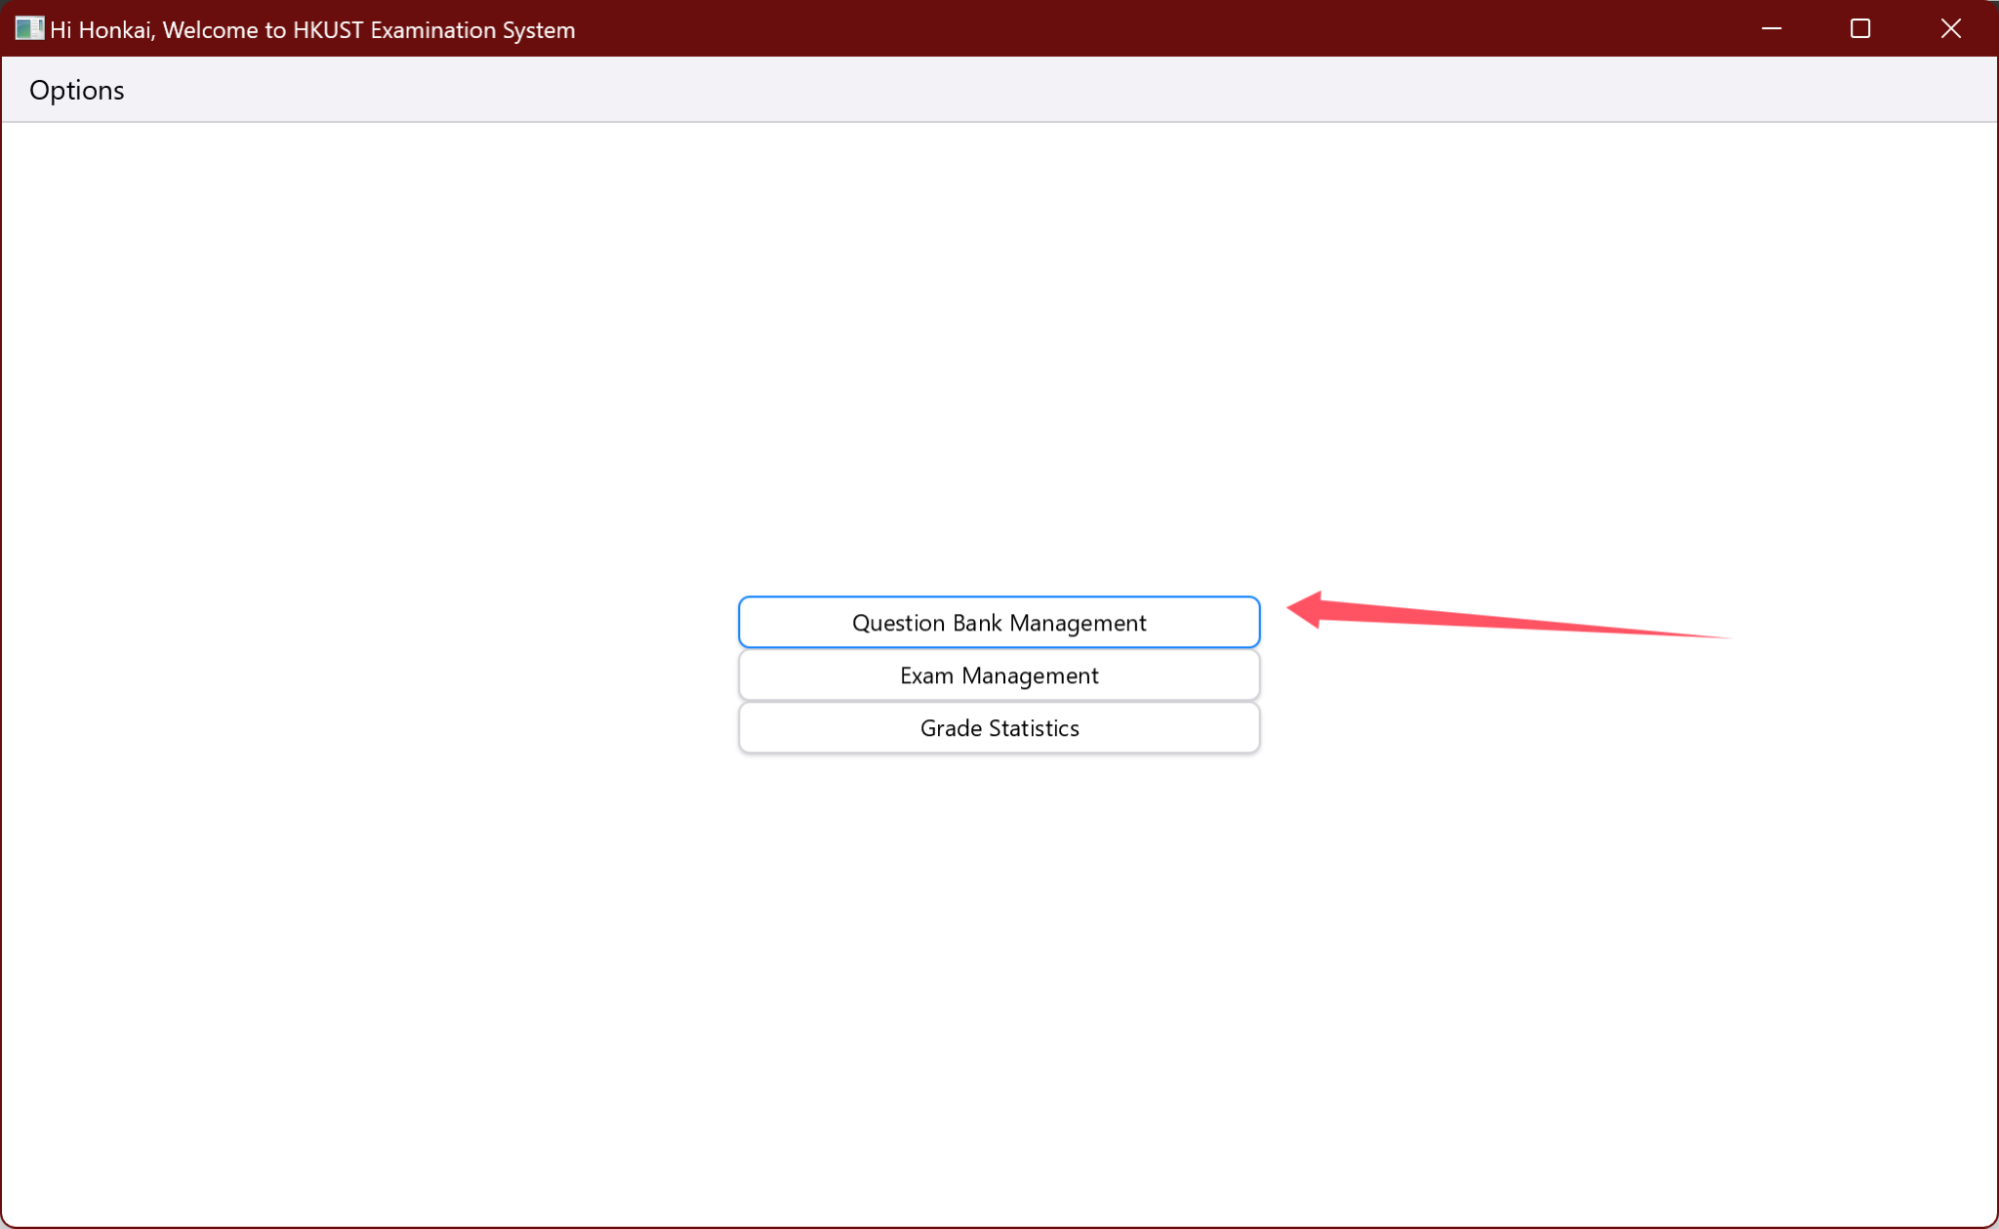 Hi Honkai, Welcome to HKUST Examination System
Options
Question Bank Management
Exam Management
Grade Statistics